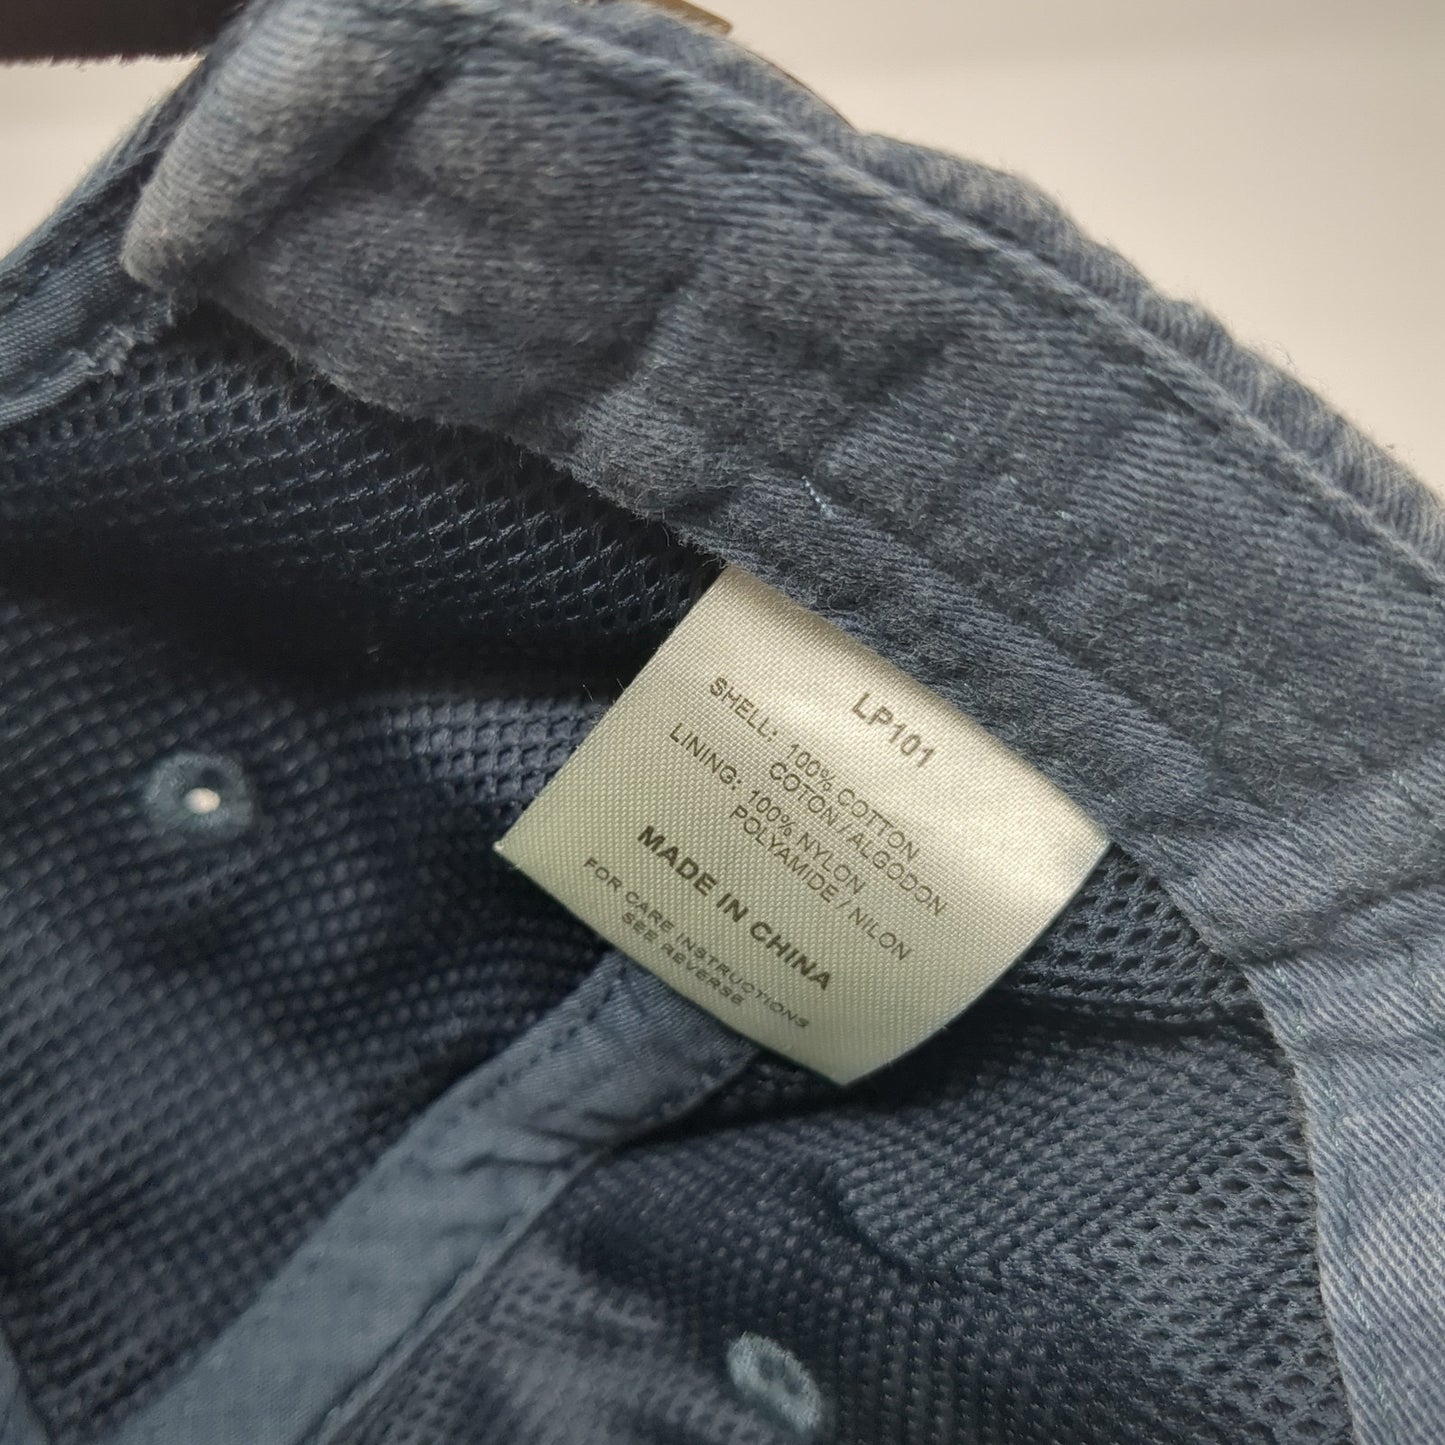 LP101
SHELL: 100% COTTON
COTON / ALGODON
LINING: 100% NYLON
POLYAMIDE / NILON
MADE IN CHINA
FOR CARE INSTRUCTIONS
SEE REVERSE